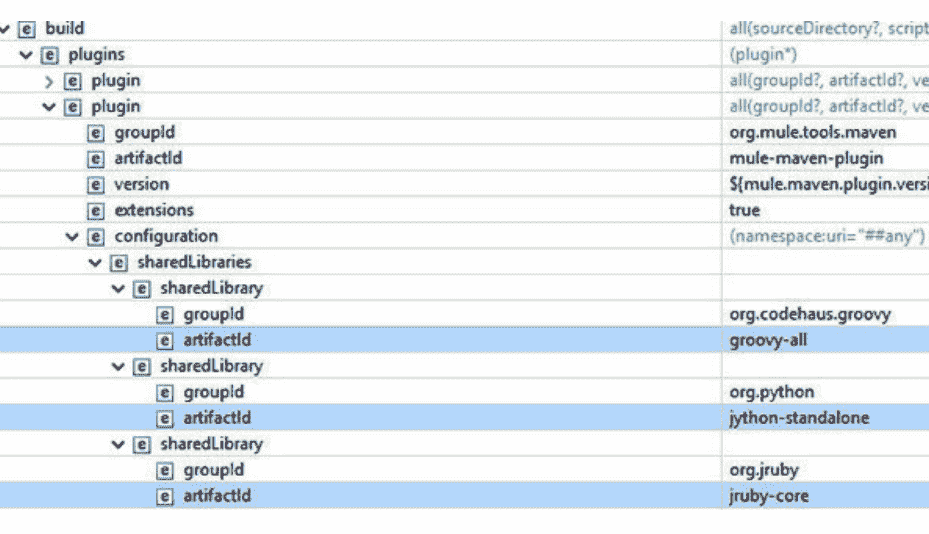 build all(sourceDirectory?, script
plugins (plugin*)
plugin all(groupId?, artifactId?, ve
plugin all(groupId?, artifactId?, ve
groupId org.mule.tools.maven
artifactId mule-maven-plugin
version ${mule.maven.plugin.versi
extensions true
configuration (namespace:uri="##any")
sharedLibraries
sharedLibrary
groupId org.codehaus.groovy
artifactId groovy-all
sharedLibrary
groupId org.python
artifactId jython-standalone
sharedLibrary
groupId org.jruby
artifactId jruby-core